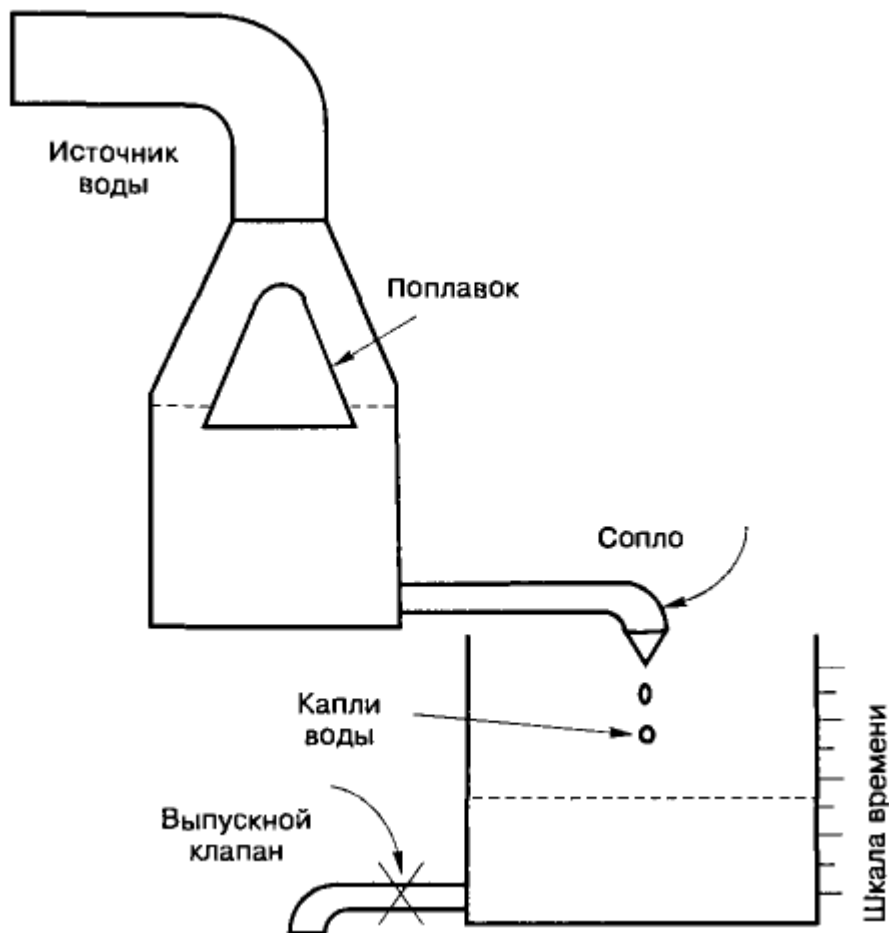 Источник
воды
Поплавок
Сопло
Капли
воды
Выпускной
клапан
Шкала времени